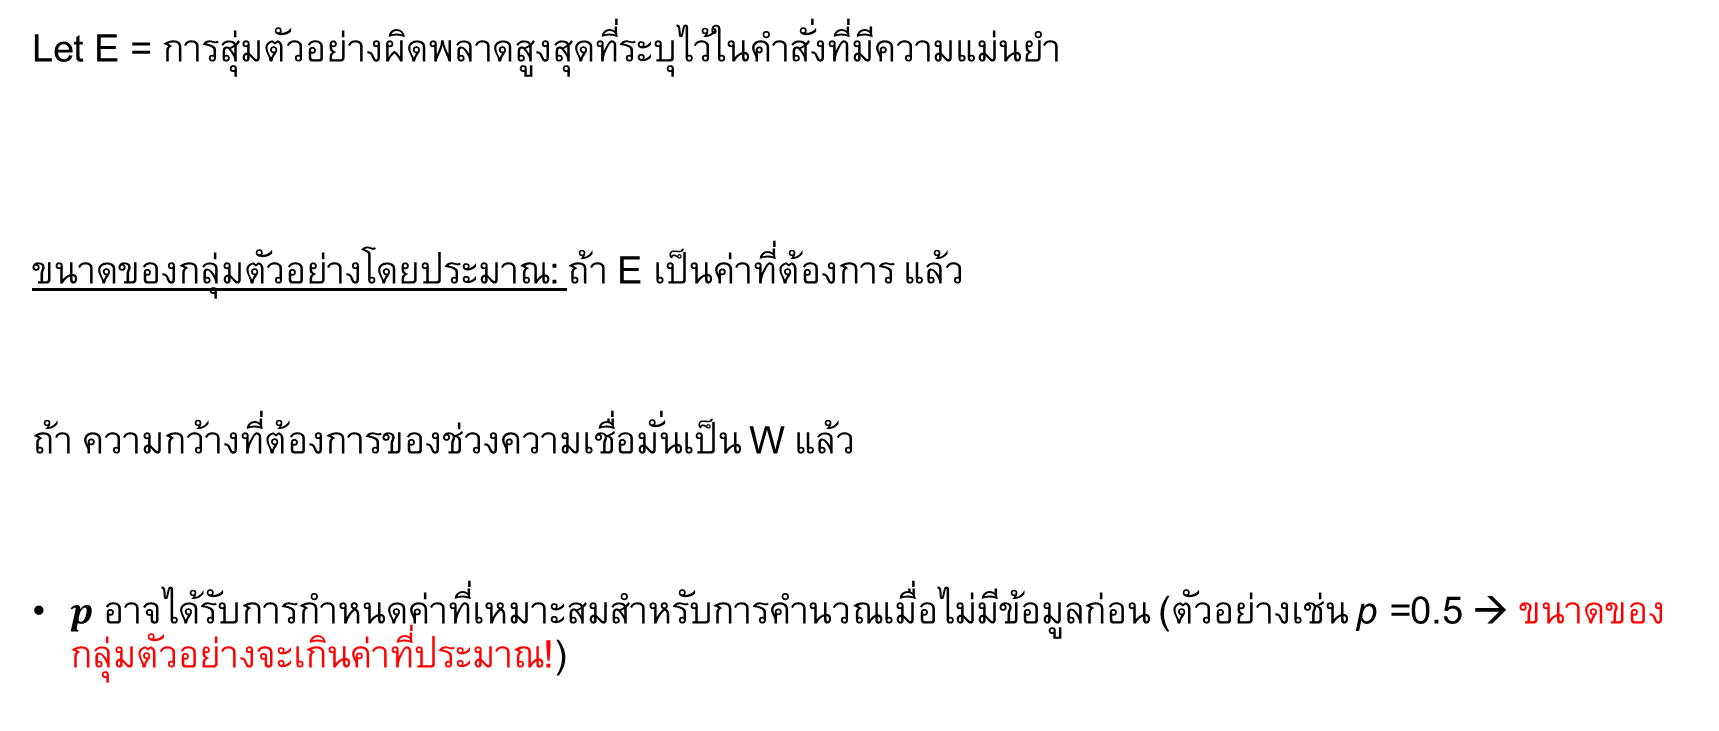 Let E = การสุ่มตัวอย่างผิดพลาดสูงสุดที่ระบุไว้ในคำสั่งที่มีความแม่นยำ
ขนาดของกลุ่มตัวอย่างโดยประมาณ: ถ้า E เป็นค่าที่ต้องการ แล้ว
ถ้า ความกว้างที่ต้องการของช่วงความเชื่อมั่นเป็น W แล้ว
• p อาจได้รับการกำหนดค่าที่เหมาะสมสำหรับการคำนวณเมื่อไม่มีข้อมูลก่อน (ตัวอย่างเช่น p =0.5 → ขนาดของ
กลุ่มตัวอย่างจะเกินค่าที่ประมาณ!)